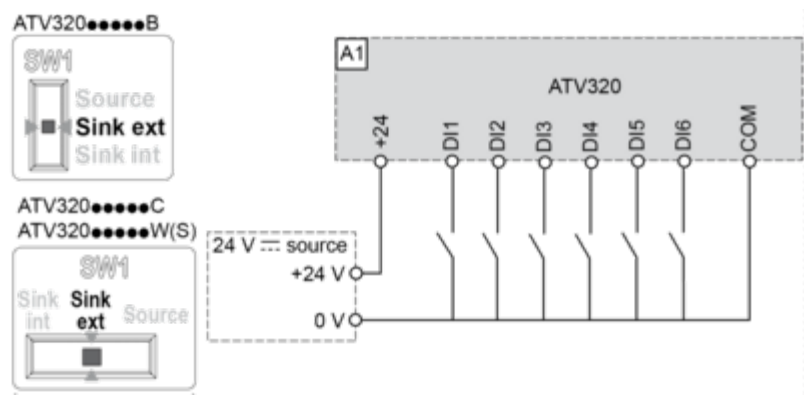 ATV320●●●●●B
SW1
Source
Sink ext
Sink int
ATV320●●●●●C
ATV320●●●●●W(S)
SW1
Sink int
Sink ext
Source
A1
ATV320
+24
DI1
DI2
DI3
DI4
DI5
DI6
COM
24 V ⎓ source
+24 V
0 V